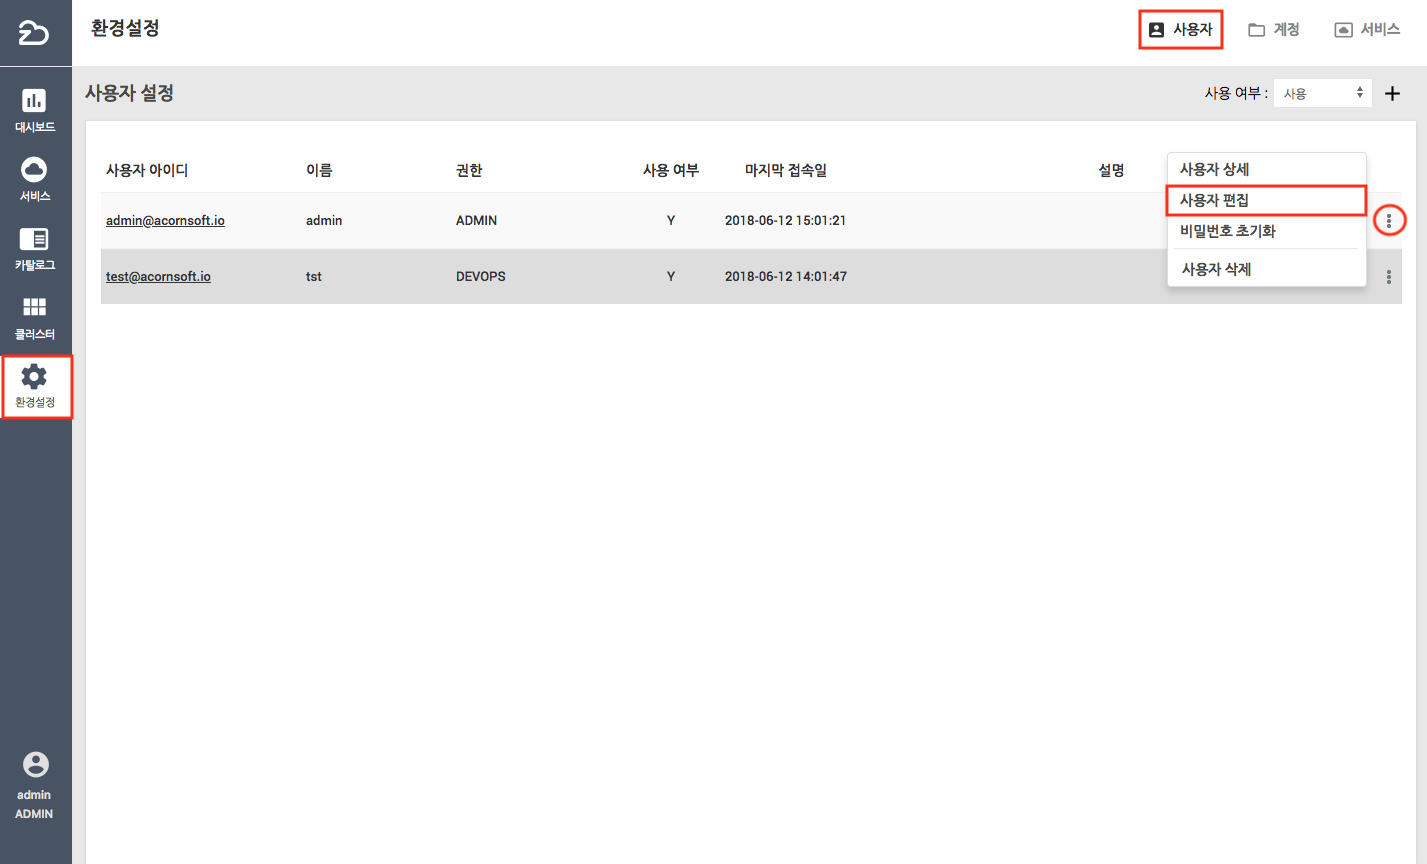 환경설정
사용자
계정
서비스
대시보드
서비스
카탈로그
클러스터
환경설정
admin
ADMIN
사용자 설정
사용 여부 : 사용
사용자 아이디 이름 권한 사용 여부 마지막 접속일 설명
admin@acornsoft.io admin ADMIN Y 2018-06-12 15:01:21
test@acornsoft.io tst DEVOPS Y 2018-06-12 14:01:47
사용자 상세
사용자 편집
비밀번호 초기화
사용자 삭제